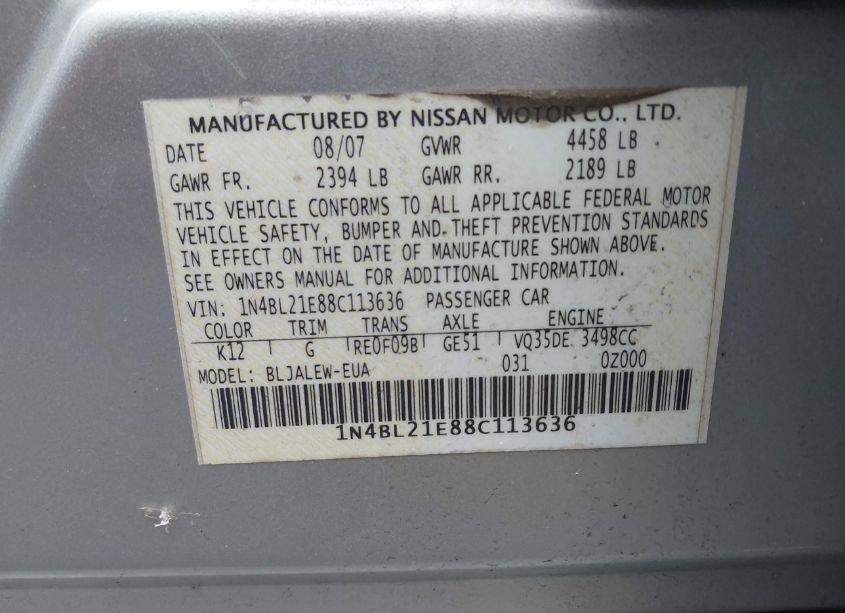 MANUFACTURED BY NISSAN MOTOR CO., LTD.
DATE 08/07 GVWR 4458 LB
GAWR FR. 2394 LB GAWR RR. 2189 LB
THIS VEHICLE CONFORMS TO ALL APPLICABLE FEDERAL MOTOR
VEHICLE SAFETY, BUMPER AND THEFT PREVENTION STANDARDS
IN EFFECT ON THE DATE OF MANUFACTURE SHOWN ABOVE.
SEE OWNERS MANUAL FOR ADDITIONAL INFORMATION.
VIN: 1N4BL21E88C113636 PASSENGER CAR
COLOR TRIM TRANS AXLE ENGINE
K12 G RE0F09B GE51 VQ35DE 3498CC
MODEL: BLJALEW-EUA 031 0Z000
1N4BL21E88C113636